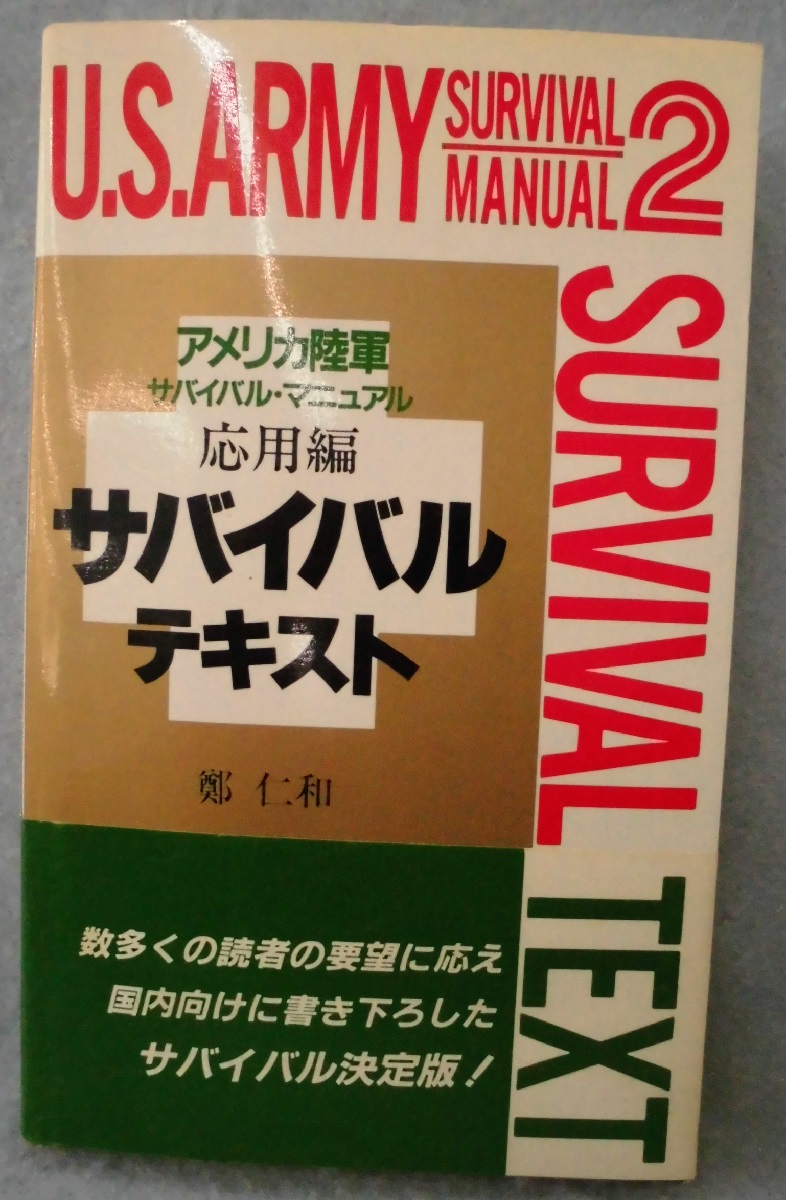 U.S.ARMY
SURVIVAL
MANUAL
2
SURVIVAL TEXT
アメリカ陸軍
サバイバル・マニュアル
応用編
サバイバル
テキスト
鄭 仁和
数多くの読者の要望に応え
国内向けに書き下ろした
サバイバル決定版!